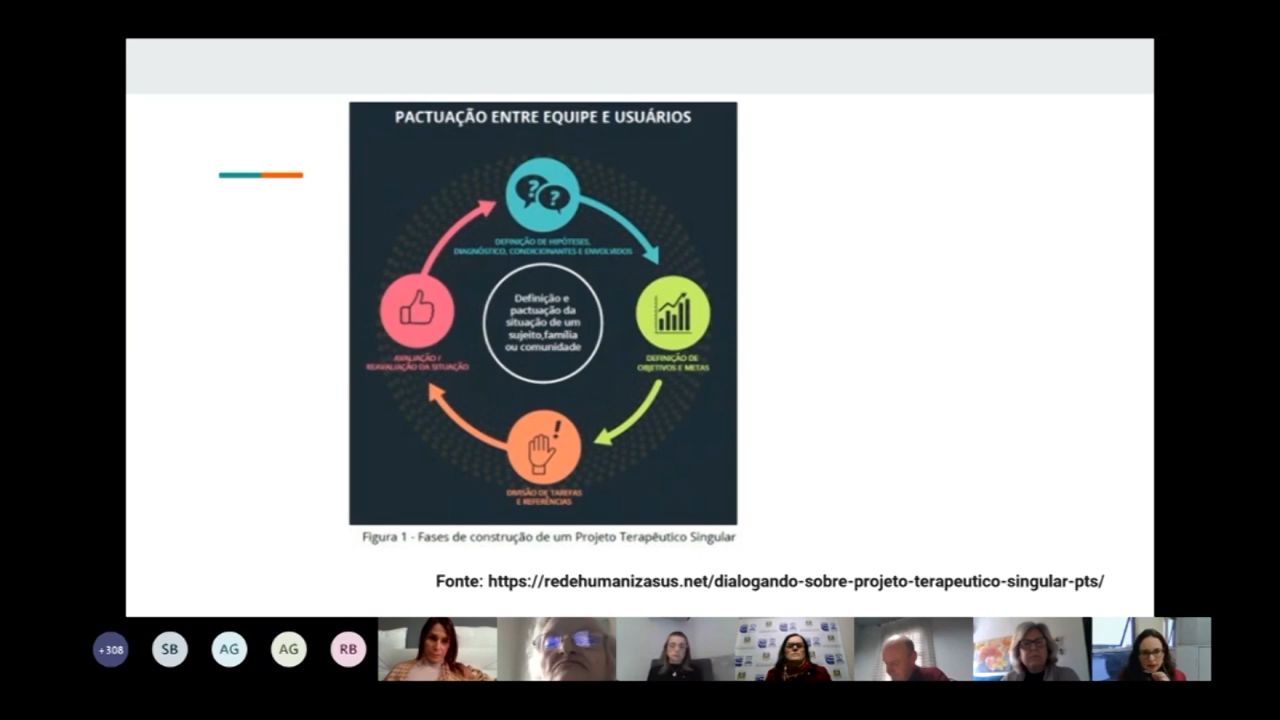 PACTUAÇÃO ENTRE EQUIPE E USUÁRIOS
DEFINIÇÃO DE HIPÓTESES,
DIAGNÓSTICO, CONDICIONANTES E ENVOLVIDOS
Definição e
pactuação da
situação de um
sujeito,família
ou comunidade
DEFINIÇÃO DE
OBJETIVOS E METAS
AVALIAÇÃO /
REAVALIAÇÃO DA SITUAÇÃO
DIVISÃO DE TAREFAS
E REFERÊNCIAS
Figura 1 - Fases de construção de um Projeto Terapêutico Singular
Fonte: https://redehumanizasus.net/dialogando-sobre-projeto-terapeutico-singular-pts/
+308
SB
AG
AG
RB